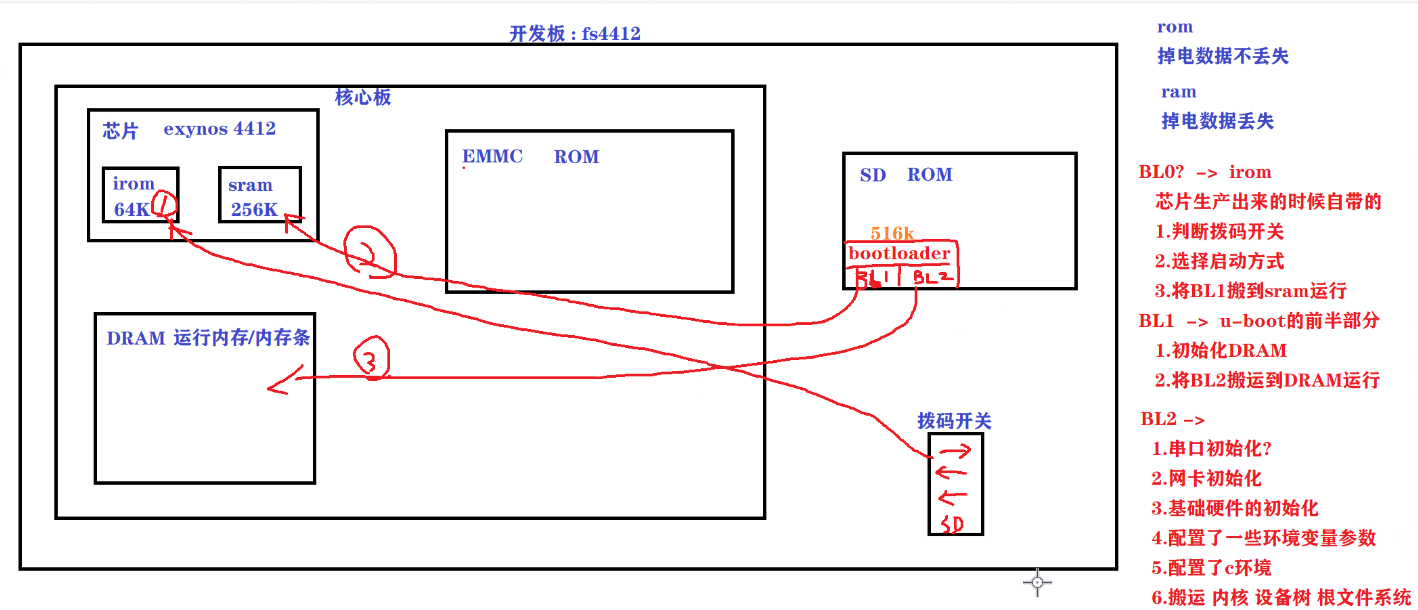 开发板 : fs4412
核心板
芯片 exynos 4412
irom
64K
①
sram
256K
②
EMMC ROM
SD ROM
516k
bootloader
BL1 BL2
DRAM 运行内存/内存条
③
拨码开关
SD
rom
掉电数据不丢失
ram
掉电数据丢失
BL0? -> irom
芯片生产出来的时候自带的
1.判断拨码开关
2.选择启动方式
3.将BL1搬到sram运行
BL1 -> u-boot的前半部分
1.初始化DRAM
2.将BL2搬运到DRAM运行
BL2 ->
1.串口初始化?
2.网卡初始化
3.基础硬件的初始化
4.配置了一些环境变量参数
5.配置了c环境
6.搬运 内核 设备树 根文件系统